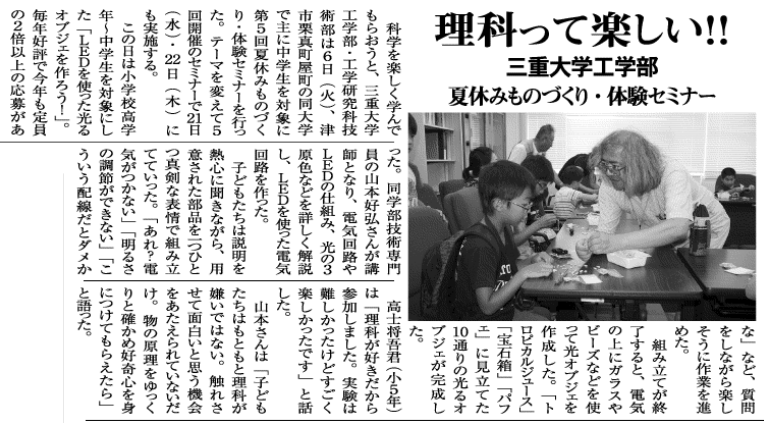 理科って楽しい!!
三重大学工学部
夏休みものづくり・体験セミナー
科学を楽しく学んで
もらおうと、三重大学
工学部・工学研究科技
術部は6日（火）、津
市栗真町屋町の同大学
で主に中学生を対象に
第5回夏休みものづく
り・体験セミナーを行っ
た。テーマを変えて5
回開催のセミナーで21日
（水）・22日（木）に
も実施する。
この日は小学校高学
年～中学生を対象にし
た「LEDを使った光る
オブジェを作ろう！」。
毎年好評で今年も定員
の2倍以上の応募があ
った。同学部技術専門
員の山本好弘さんが講
師となり、電気回路や
LEDの仕組み、光の3
原色などを詳しく解説
し、LEDを使った電気
回路を作った。
子どもたちは説明を
熱心に聞きながら、用
意された部品を一つひと
つ真剣な表情で組み立
てていった。「あれ？電
気がつかない」「明るさ
の調節ができない」「こ
ういう配線だとダメか
な」など、質問
をしながら楽し
そうに作業を進
めた。
組み立てが終
了すると、電気
の上にガラスや
ビーズなどを使
って光オブジェを
作成した。「ト
ロピカルジュース」
「宝石箱」「パフ
ェ」に見立てた
10通りの光るオ
ブジェが完成し
た。
高士将吾君（小5年）
は「理科が好きだから
参加しました。実験は
難しかったけどすごく
楽しかったです」と話
した。
山本さんは「子ども
たちはもともと理科が
嫌いではない。触れさ
せて面白いと思う機会
をあたえられていないだ
け。物の原理をゆっく
りと確かめ好奇心を身
につけてもらえたら」
と語った。